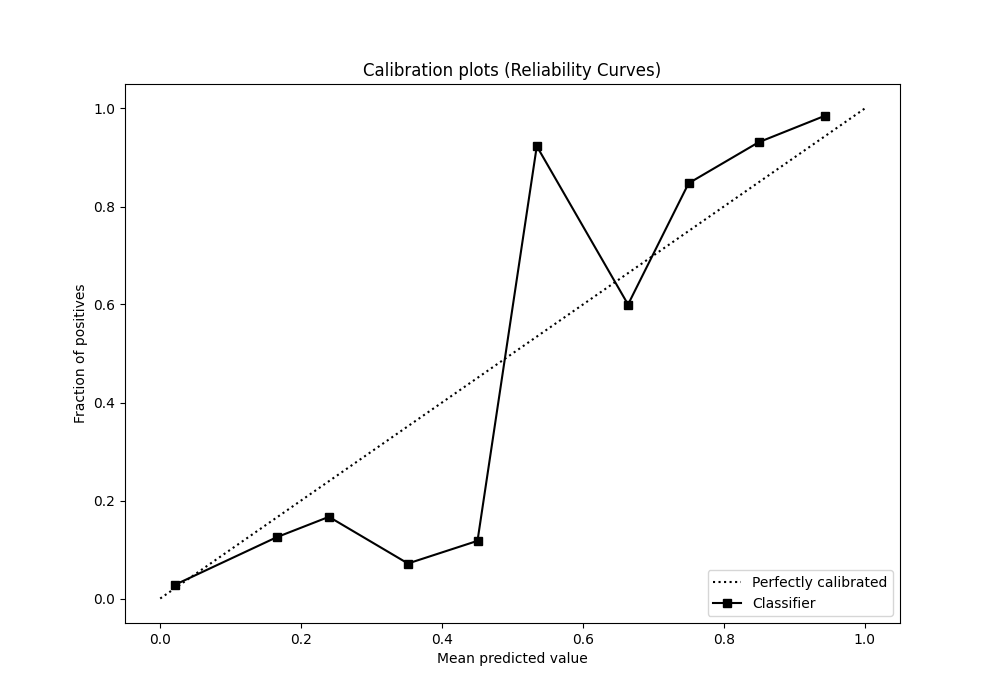 Calibration plots (Reliability Curves)
1.0
0.8
0.6
0.4
0.2
0.0
Fraction of positives
0.0 0.2 0.4 0.6 0.8 1.0
Mean predicted value
Perfectly calibrated
Classifier